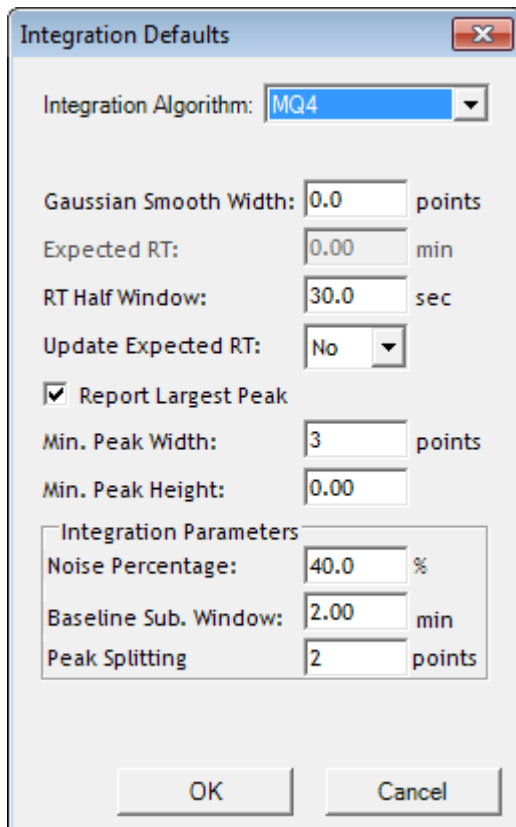 Integration Defaults
Integration Algorithm: MQ4
Gaussian Smooth Width: 0.0 points
Expected RT: 0.00 min
RT Half Window: 30.0 sec
Update Expected RT: No
Report Largest Peak
Min. Peak Width: 3 points
Min. Peak Height: 0.00
Integration Parameters
Noise Percentage: 40.0 %
Baseline Sub. Window: 2.00 min
Peak Splitting 2 points
OK Cancel